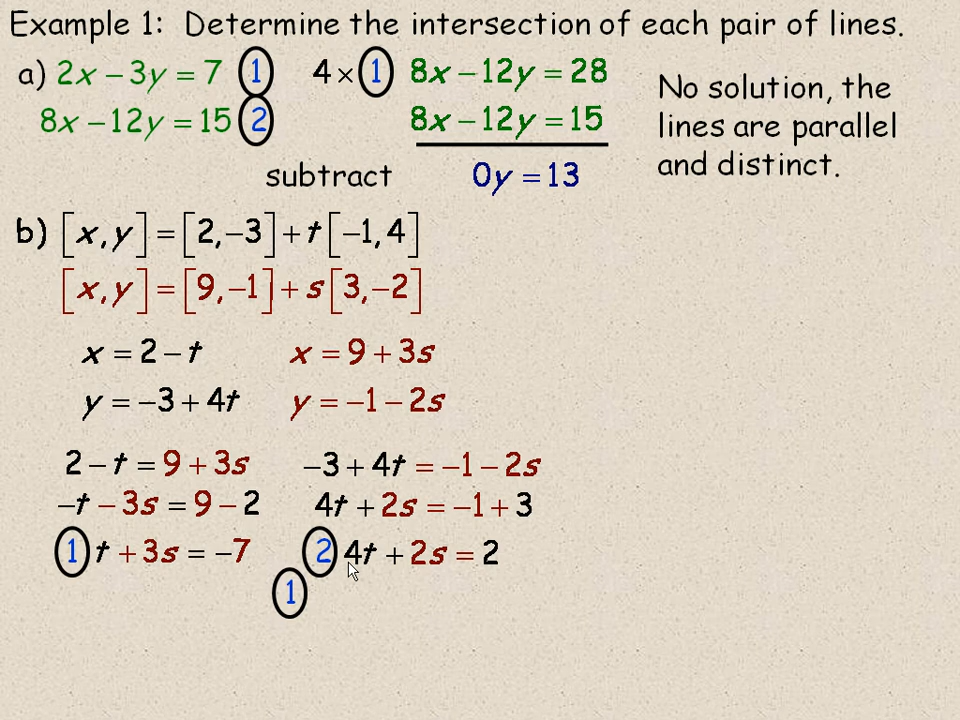 Example 1: Determine the intersection of each pair of lines.
a) 2x − 3y = 7 1 4 × 1 8x − 12y = 28
8x − 12y = 15 2 8x − 12y = 15
subtract 0y = 13
No solution, the
lines are parallel
and distinct.
b) [x, y] = [2, −3] + t [−1, 4]
[x, y] = [9, −1] + s [3, −2]
x = 2 − t x = 9 + 3s
y = −3 + 4t y = −1 − 2s
2 − t = 9 + 3s −3 + 4t = −1 − 2s
−t − 3s = 9 − 2 4t + 2s = −1 + 3
1 t + 3s = −7 2 4t + 2s = 2
1